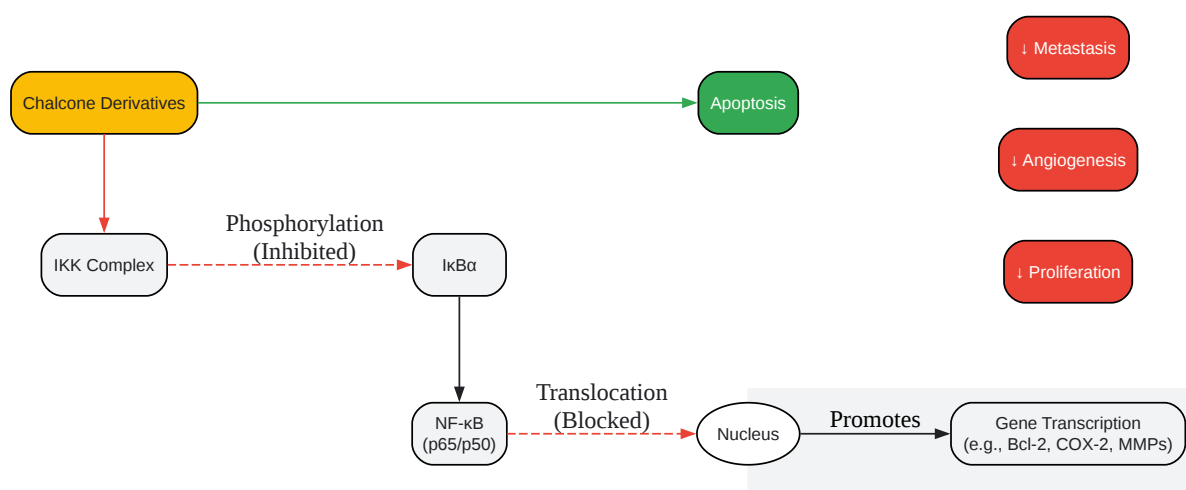 ↓ Metastasis
Chalcone Derivatives
Apoptosis
↓ Angiogenesis
Phosphorylation
(Inhibited)
IKK Complex
IκBα
↓ Proliferation
Translocation
(Blocked)
NF-κB
(p65/p50)
Nucleus
Promotes
Gene Transcription
(e.g., Bcl-2, COX-2, MMPs)